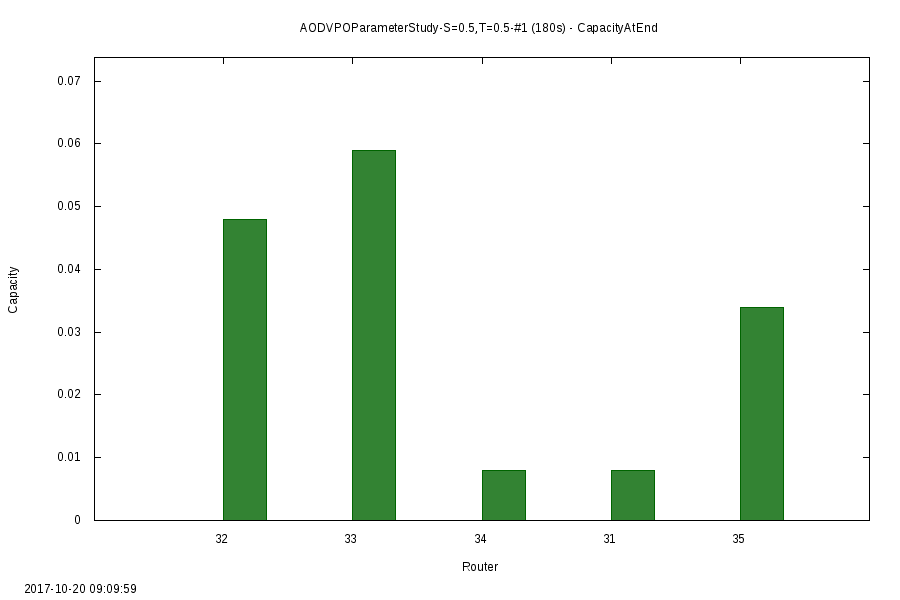 AODVPOParameterStudy-S=0.5,T=0.5-#1 (180s) - CapacityAtEnd
0.07
0.06
0.05
0.04
0.03
0.02
0.01
0
Capacity
32 33 34 31 35
Router
2017-10-20 09:09:59